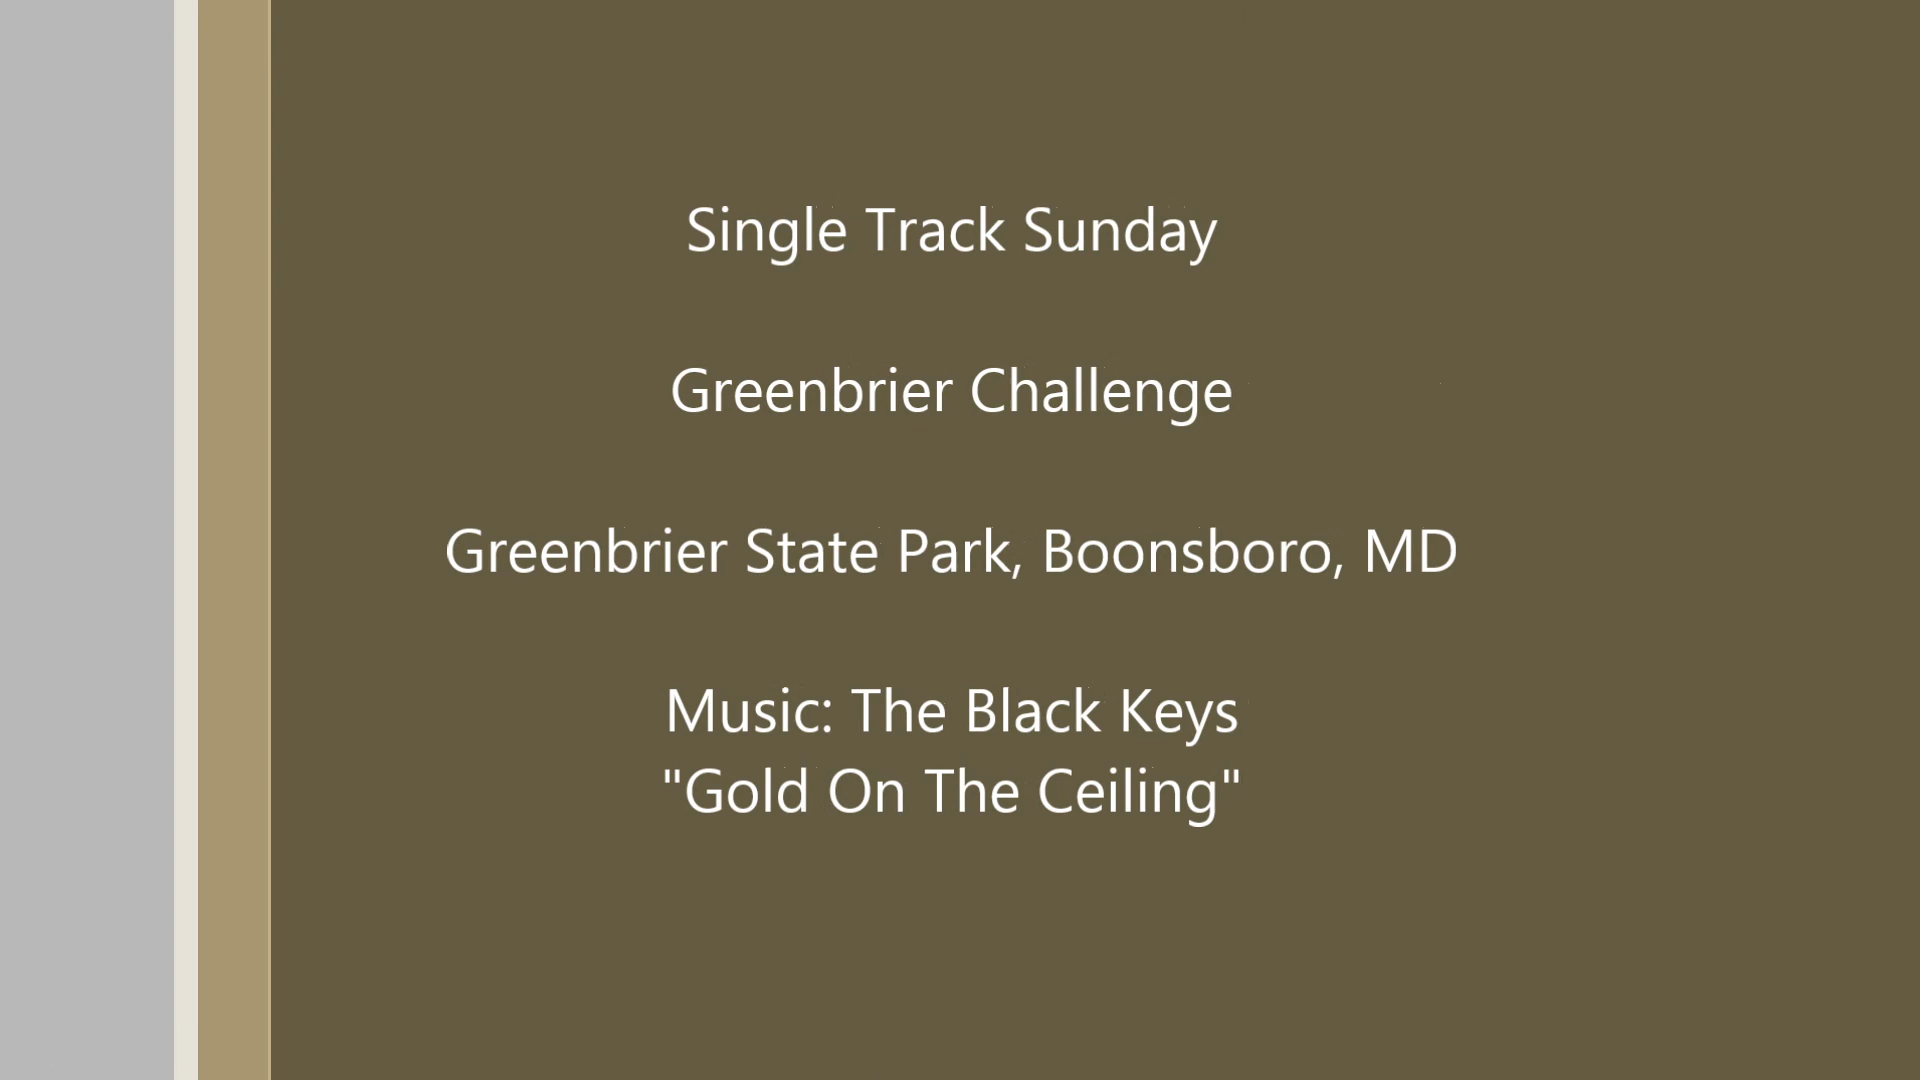 Single Track Sunday
Greenbrier Challenge
Greenbrier State Park, Boonsboro, MD
Music: The Black Keys
"Gold On The Ceiling"